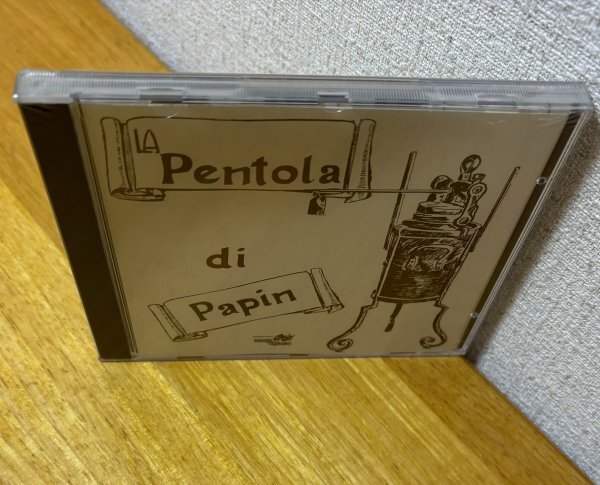 LA
Pentola
di
Papin